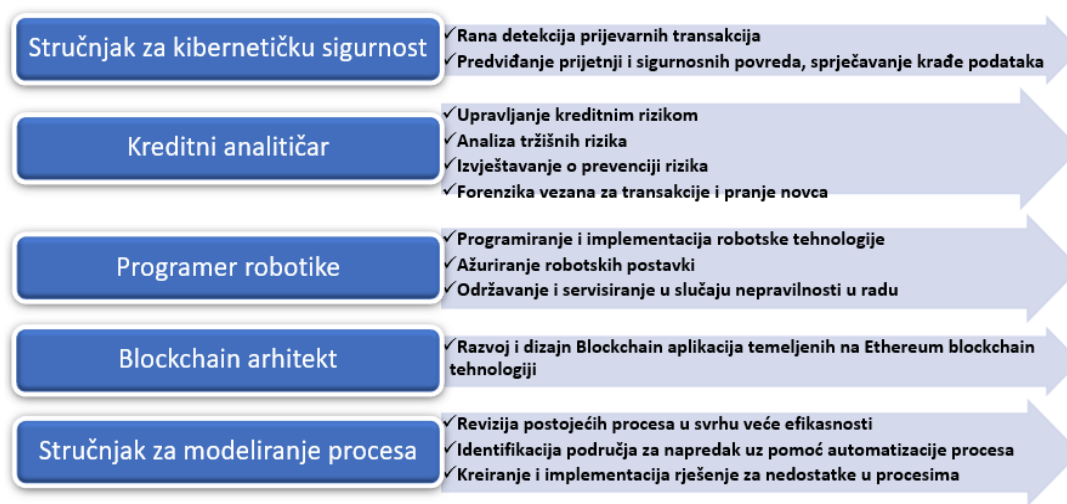 Stručnjak za kibernetičku sigurnost
✓Rana detekcija prijevarnih transakcija
✓Predviđanje prijetnji i sigurnosnih povreda, sprječavanje krađe podataka
Kreditni analitičar
✓Upravljanje kreditnim rizikom
✓Analiza tržišnih rizika
✓Izvještavanje o prevenciji rizika
✓Forenzika vezana za transakcije i pranje novca
Programer robotike
✓Programiranje i implementacija robotske tehnologije
✓Ažuriranje robotskih postavki
✓Održavanje i servisiranje u slučaju nepravilnosti u radu
Blockchain arhitekt
✓Razvoj i dizajn Blockchain aplikacija temeljenih na Ethereum blockchain
tehnologiji
Stručnjak za modeliranje procesa
✓Revizija postojećih procesa u svrhu veće efikasnosti
✓Identifikacija područja za napredak uz pomoć automatizacije procesa
✓Kreiranje i implementacija rješenje za nedostatke u procesima